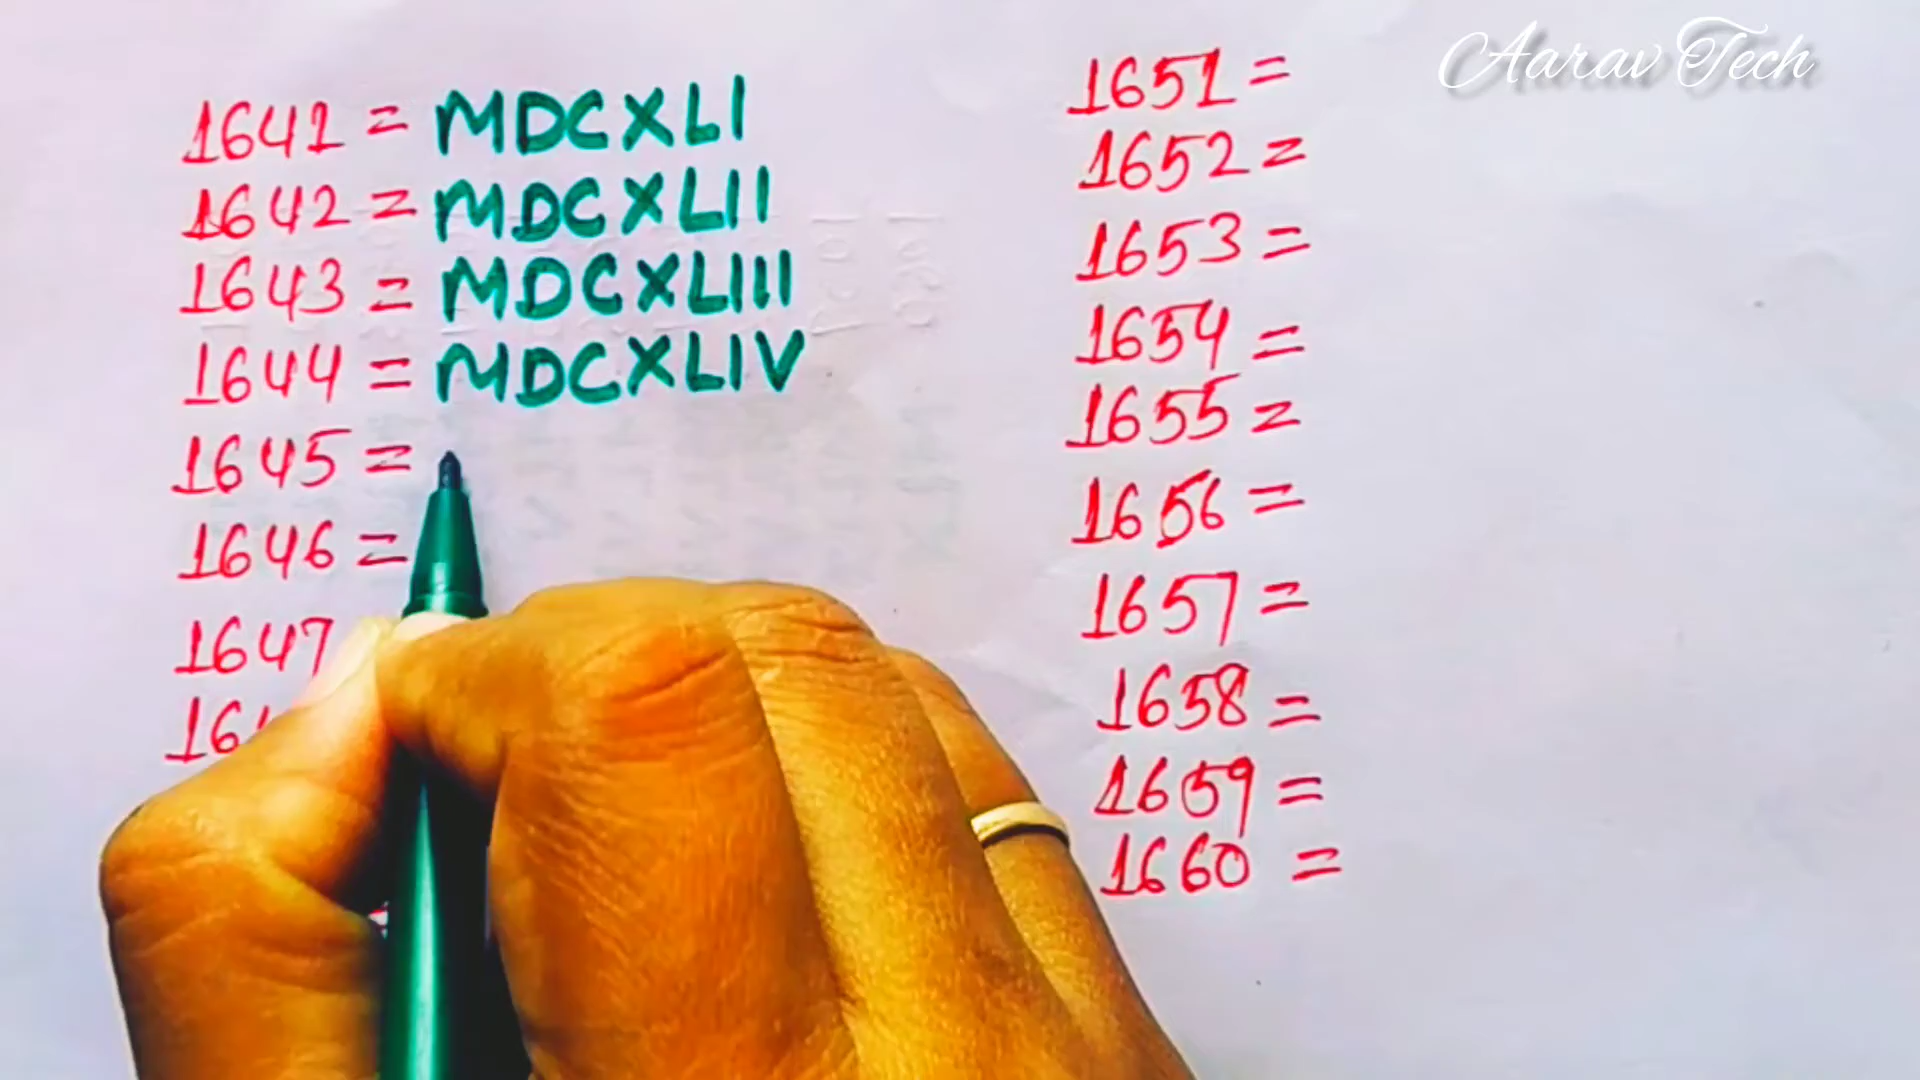 Aarav Tech
1641 = MDCXLI
1642 = MDCXLII
1643 = MDCXLIII
1644 = MDCXLIV
1645 =
1646 =
1647
1651 =
1652 =
1653 =
1654 =
1655 =
1656 =
1657 =
1658 =
1659 =
1660 =